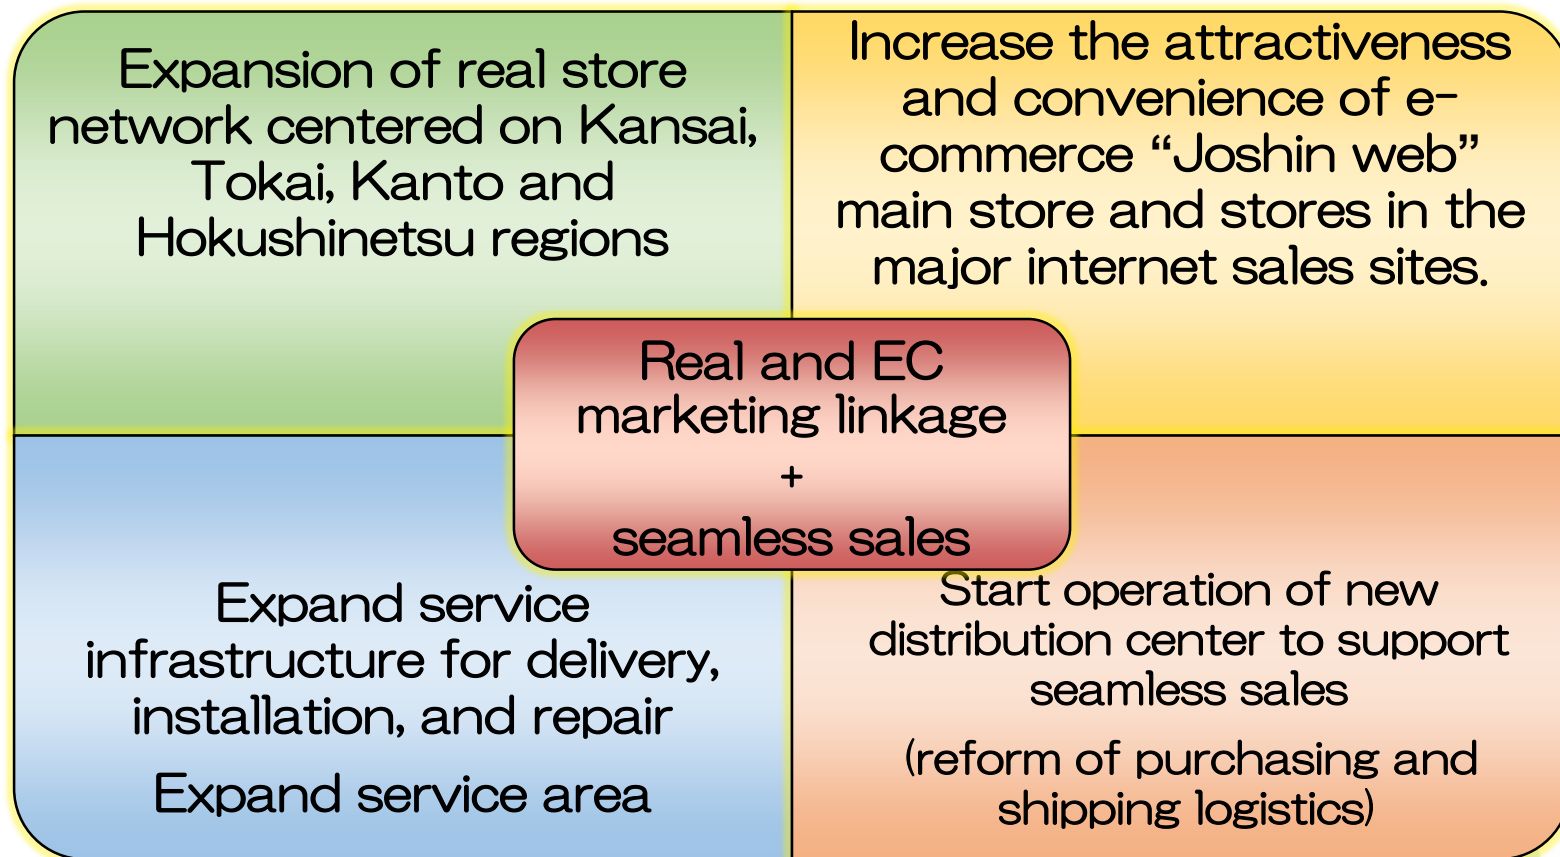 Expansion of real store
network centered on Kansai,
Tokai, Kanto and
Hokushinetsu regions
Increase the attractiveness
and convenience of e-
commerce “Joshin web”
main store and stores in the
major internet sales sites.
Real and EC
marketing linkage
+
seamless sales
Expand service
infrastructure for delivery,
installation, and repair
Expand service area
Start operation of new
distribution center to support
seamless sales
(reform of purchasing and
shipping logistics)